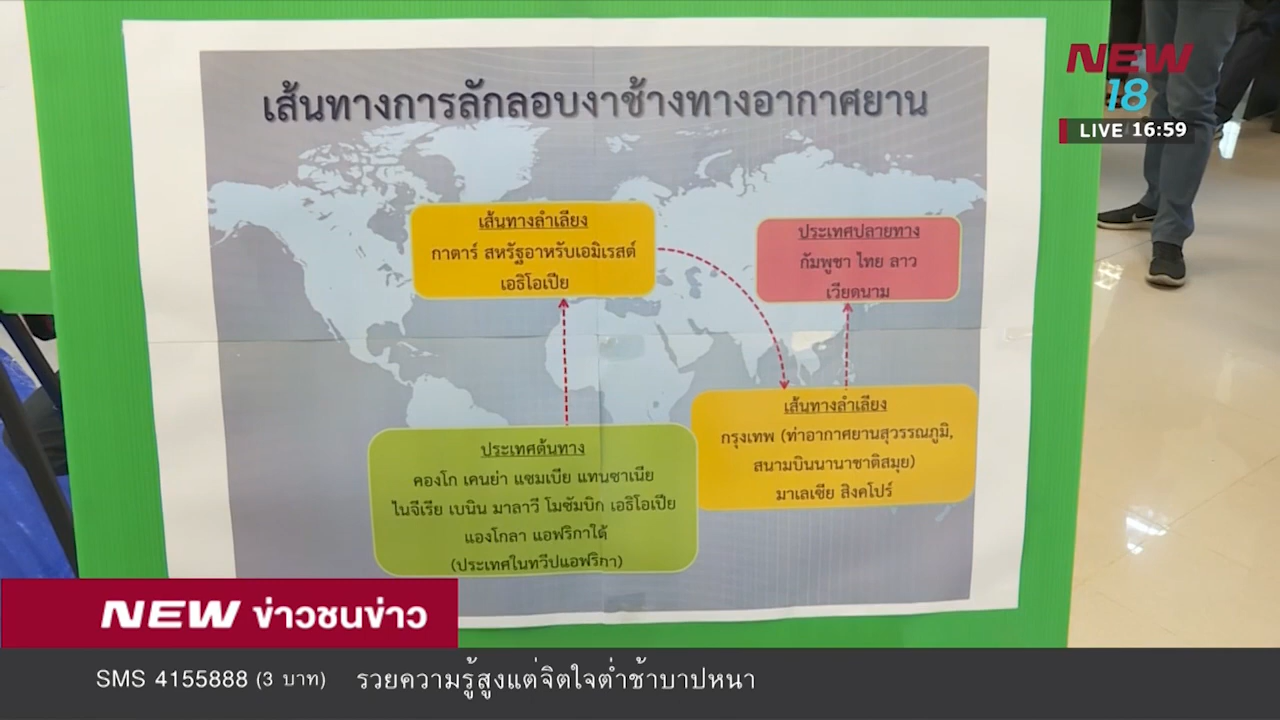 เส้นทางการลักลอบงาช้างทางอากาศยาน
NEW
18
LIVE 16:59
เส้นทางลำเลียง
กาตาร์ สหรัฐอาหรับเอมิเรสต์
เอธิโอเปีย
ประเทศปลายทาง
กัมพูชา ไทย ลาว
เวียดนาม
เส้นทางลำเลียง
กรุงเทพ (ท่าอากาศยานสุวรรณภูมิ,
สนามบินนานาชาติสมุย)
มาเลเซีย สิงคโปร์
ประเทศต้นทาง
คองโก เคนย่า แซมเบีย แทนซาเนีย
ไนจีเรีย เบนิน มาลาวี โมซัมบิก เอธิโอเปีย
แองโกลา แอฟริกาใต้
(ประเทศในทวีปแอฟริกา)
NEW ข่าวชนข่าว
SMS 4155888 (3 บาท) รวยความรู้สูงแต่จิตใจต่ำช้าบาปหนา